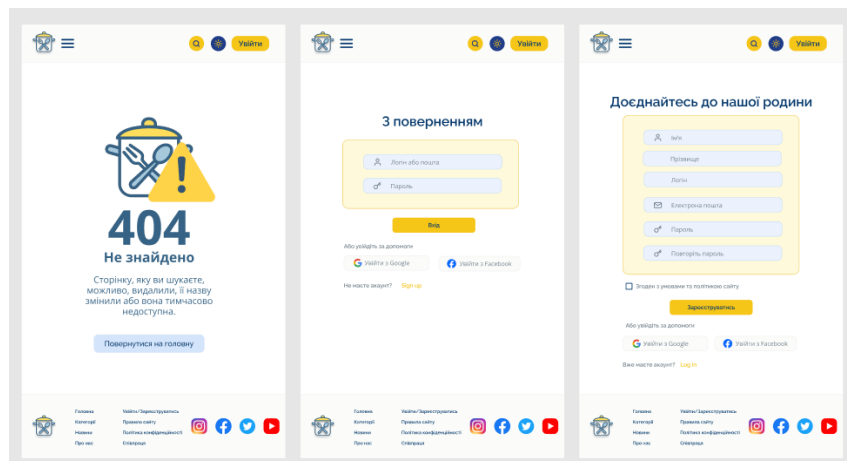 Увійти
404
Не знайдено
Сторінку, яку ви шукаєте,
можливо, видалили, її назву
змінили або вона тимчасово
недоступна.
Повернутися на головну
Головна
Категорії
Новини
Про нас
Увійти/Зареєструватись
Правила сайту
Політика конфіденційності
Співпраця
Увійти
З поверненням
Логін або пошта
Пароль
Вхід
Або увійдіть за допомоги
Увійти з Google
Увійти з Facebook
Не маєте акаунт? Sign up
Головна
Категорії
Новини
Про нас
Увійти/Зареєструватись
Правила сайту
Політика конфіденційності
Співпраця
Увійти
Доєднайтесь до нашої родини
Імʼя
Прізвище
Логін
Електрона пошта
Пароль
Повторіть пароль
Згоден з умовами та політикою сайту
Зареєструватись
Або увійдіть за допомоги
Увійти з Google
Увійти з Facebook
Вже маєте акаунт? Log in
Головна
Категорії
Новини
Про нас
Увійти/Зареєструватись
Правила сайту
Політика конфіденційності
Співпраця